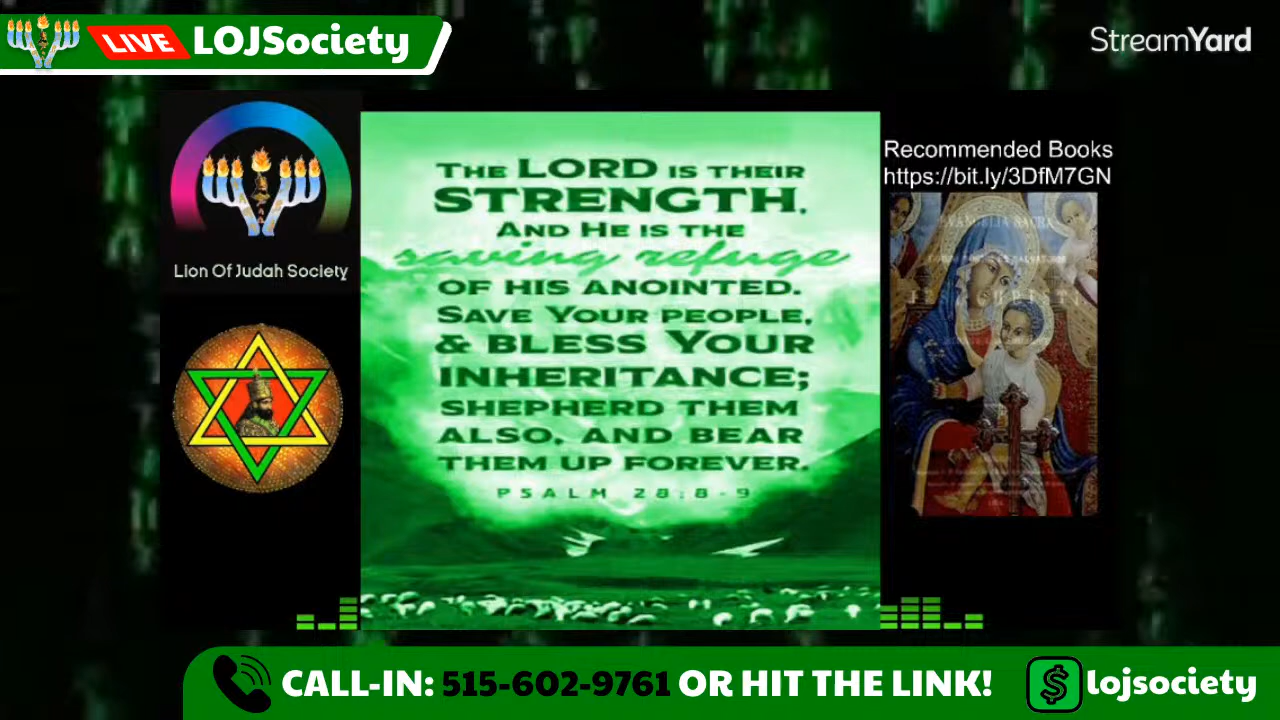 LIVE LOJSociety
StreamYard
Lion Of Judah Society
THE LORD IS THEIR
STRENGTH,
AND HE IS THE
saving refuge
OF HIS ANOINTED.
SAVE YOUR PEOPLE,
& BLESS YOUR
INHERITANCE;
SHEPHERD THEM
ALSO, AND BEAR
THEM UP FOREVER.
PSALM 28:8-9
Recommended Books
https://bit.ly/3DfM7GN
EVANGELIA SACRA
CALL-IN: 515-602-9761 OR HIT THE LINK!
$ lojsociety